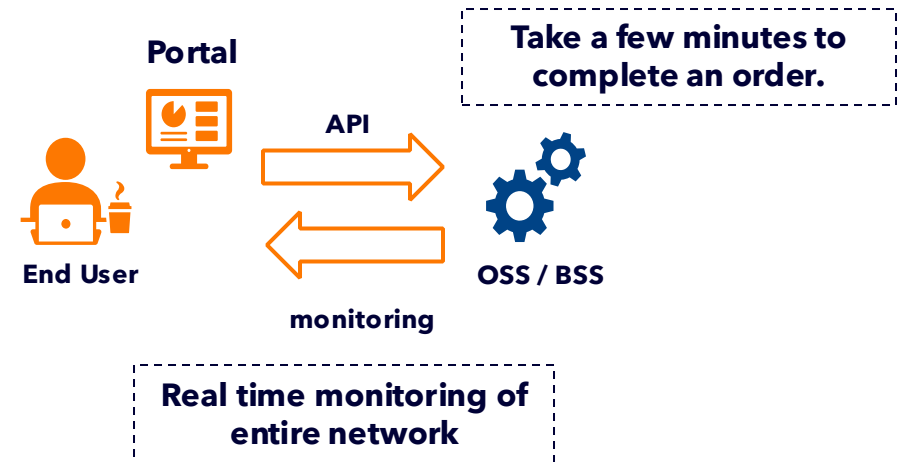 Take a few minutes to
complete an order.
Portal
API
End User
OSS / BSS
monitoring
Real time monitoring of
entire network